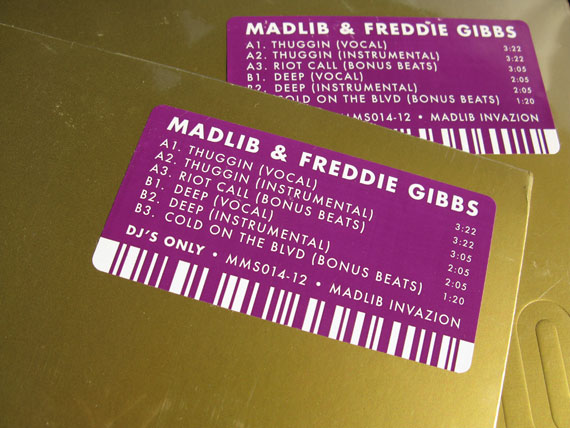 MADLIB & FREDDIE GIBBS
A1. THUGGIN (VOCAL) 3:22
A2. THUGGIN (INSTRUMENTAL) 3:22
A3. RIOT CALL (BONUS BEATS) 3:05
B1. DEEP (VOCAL) 2:05
B2. DEEP (INSTRUMENTAL) 2:05
COLD ON THE BLVD (BONUS BEATS) 1:20
MMS014-12 • MADLIB INVAZION
MADLIB & FREDDIE GIBBS
A1. THUGGIN (VOCAL) 3:22
A2. THUGGIN (INSTRUMENTAL) 3:22
A3. RIOT CALL (BONUS BEATS) 3:05
B1. DEEP (VOCAL) 2:05
B2. DEEP (INSTRUMENTAL) 2:05
B3. COLD ON THE BLVD (BONUS BEATS) 1:20
DJ'S ONLY • MMS014-12 • MADLIB INVAZION